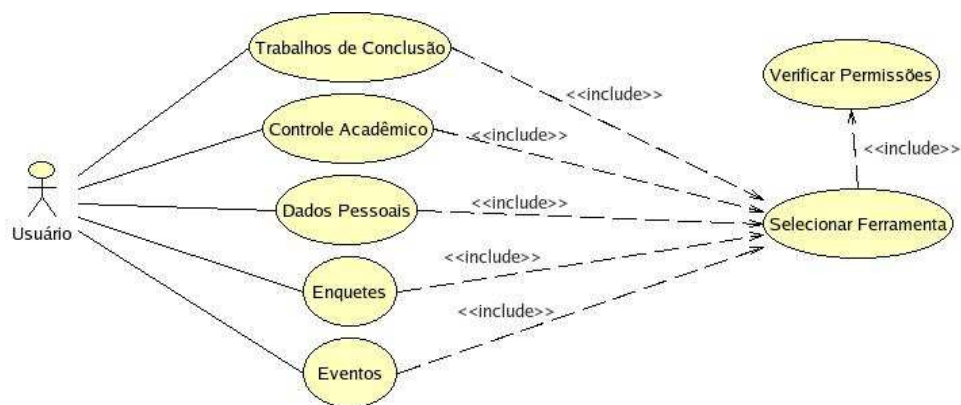 Trabalhos de Conclusão
<<include>>
Verificar Permissões
Controle Acadêmico
<<include>>
<<include>>
Usuário
Dados Pessoais
<<include>>
Selecionar Ferramenta
<<include>>
Enquetes
<<include>>
Eventos